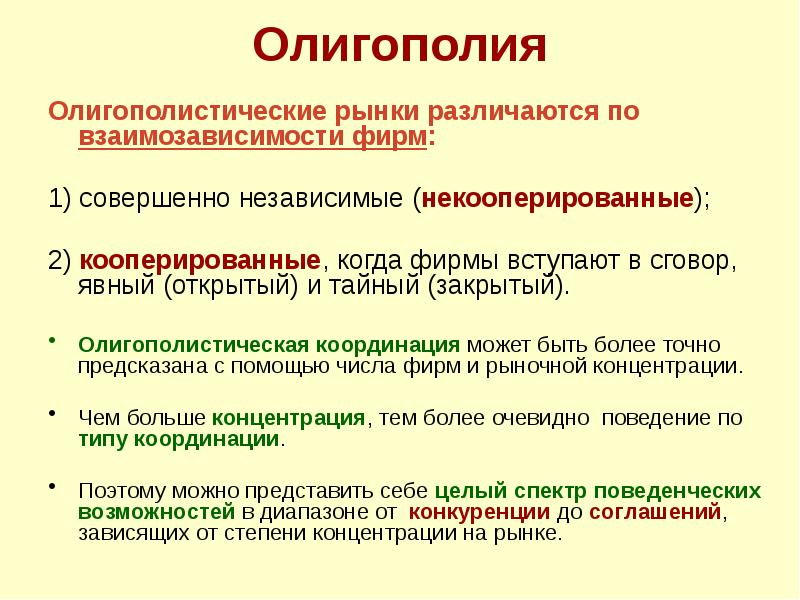 Олигополия
Олигополистические рынки различаются по
взаимозависимости фирм:
1) совершенно независимые (некооперированные);
2) кооперированные, когда фирмы вступают в сговор,
явный (открытый) и тайный (закрытый).
• Олигополистическая координация может быть более точно
предсказана с помощью числа фирм и рыночной концентрации.
• Чем больше концентрация, тем более очевидно поведение по
типу координации.
• Поэтому можно представить себе целый спектр поведенческих
возможностей в диапазоне от конкуренции до соглашений,
зависящих от степени концентрации на рынке.